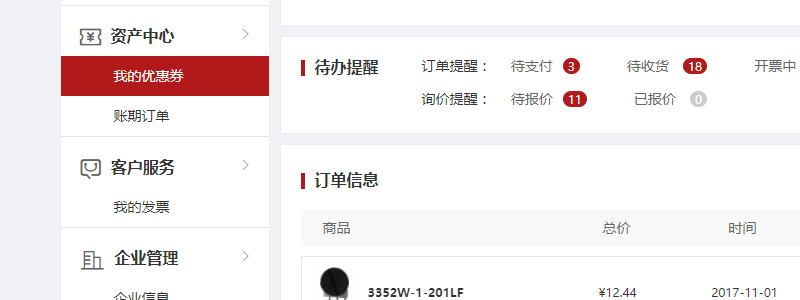 资产中心
我的优惠券
账期订单
客户服务
我的发票
企业管理
企业信息
待办提醒
订单提醒： 待支付 3 待收货 18 开票中
询价提醒： 待报价 11 已报价 0
订单信息
商品 总价 时间
3352W-1-201LF ¥12.44 2017-11-01